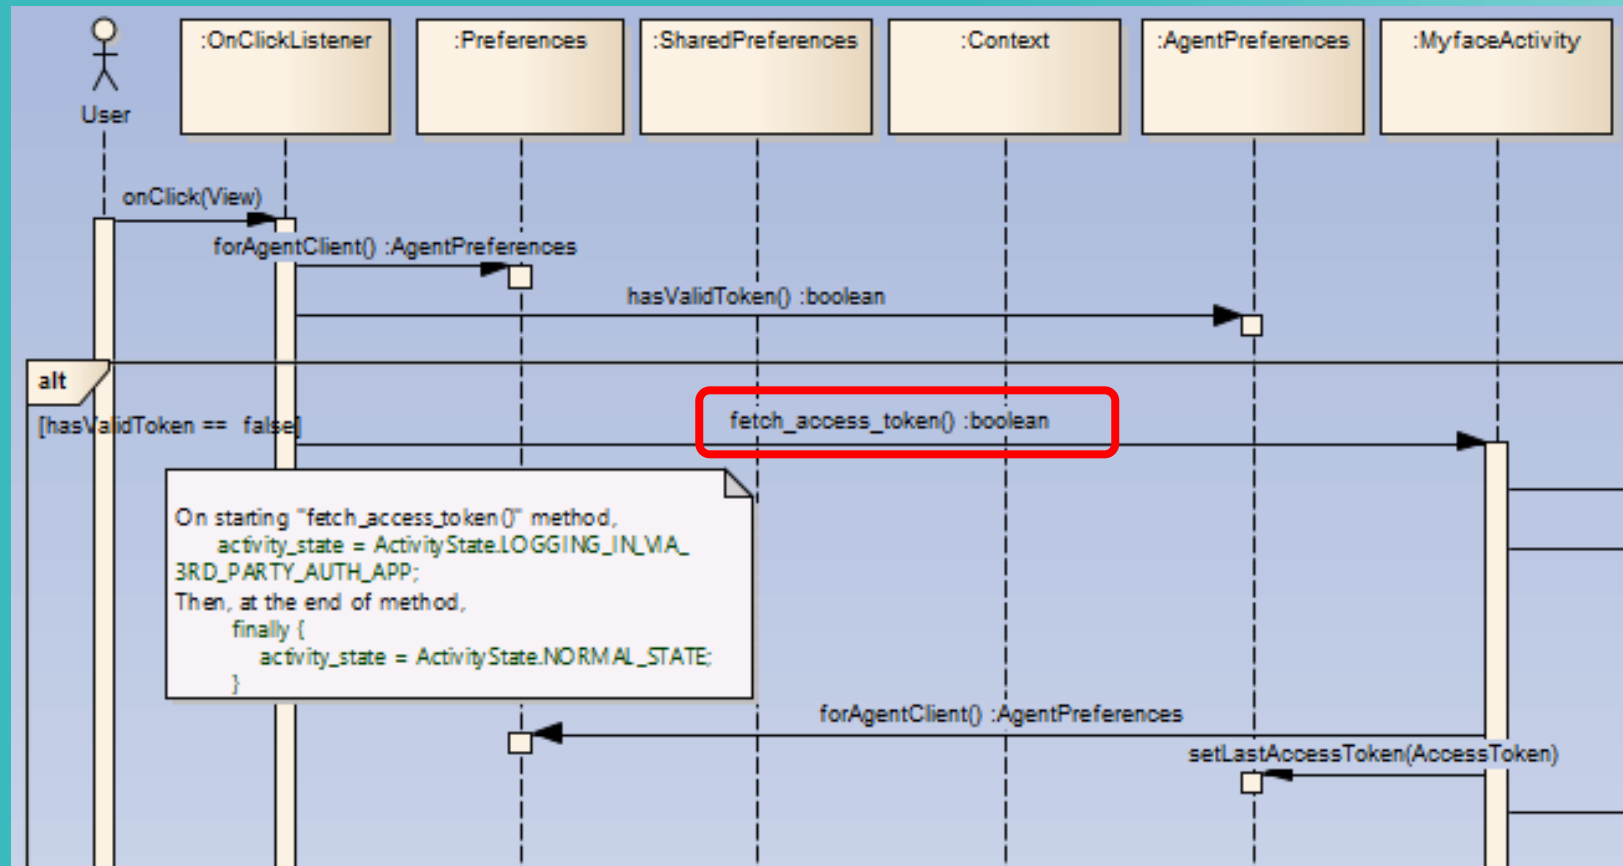 :OnClickListener
:Preferences
:SharedPreferences
:Context
:AgentPreferences
:MyfaceActivity
User
onClick(View)
forAgentClient() :AgentPreferences
hasValidToken() :boolean
alt
[hasValidToken == false]
fetch_access_token() :boolean
On starting "fetch_access_token()" method,
activity_state = ActivityState.LOGGING_IN_VIA_
3RD_PARTY_AUTH_APP;
Then, at the end of method,
finally {
activity_state = ActivityState.NORMAL_STATE;
}
forAgentClient() :AgentPreferences
setLastAccessToken(AccessToken)